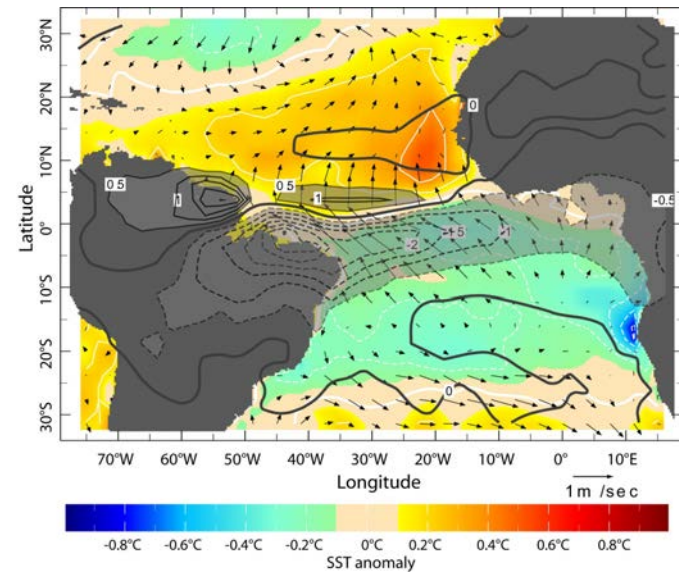 30°N
20°N
10°N
0°C
10°S
20°S
30°S
Latitude
0
0 5
0 5
1
1
-0.5
-2
-1 5
-1
0
70°W
60°W
50°W
40°W
30°W
20°W
10°W
0°
10°E
Longitude
1m /sec
-0.8°C
-0.6°C
-0.4°C
-0.2°C
0°C
0.2°C
0.4°C
0.6°C
0.8°C
SST anomaly